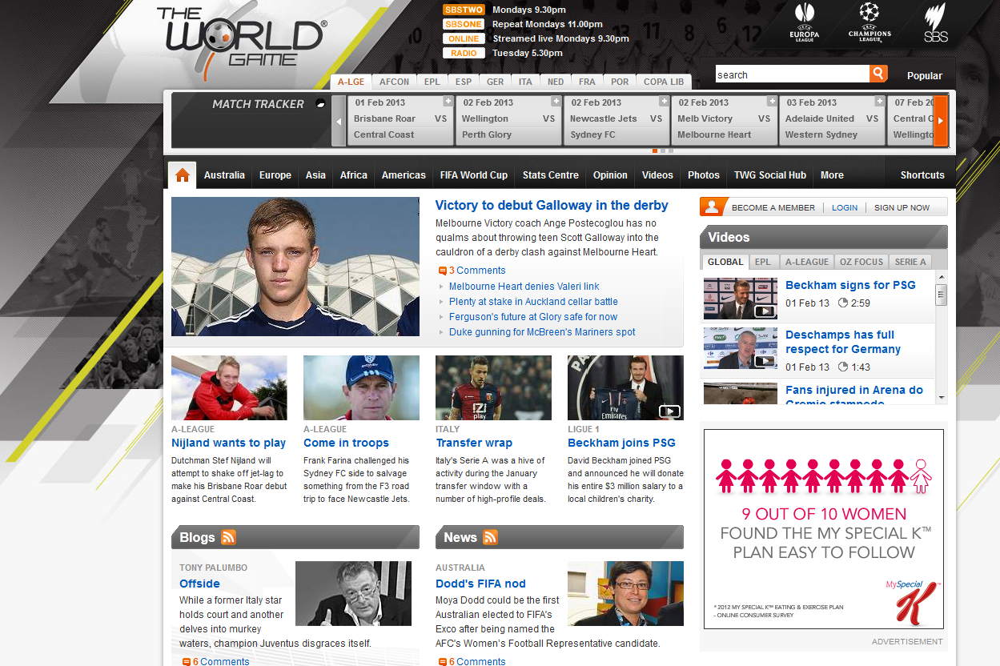 THE WORLD GAME®
SBSTWO Mondays 9.30pm
SBSONE Repeat Mondays 11.00pm
ONLINE Streamed live Mondays 9.30pm
RADIO Tuesday 5.30pm
10
8
6
12
UEFA EUROPA LEAGUE
UEFA CHAMPIONS LEAGUE
SBS
search
Popular
A-LGE AFCON EPL ESP GER ITA NED FRA POR COPA LIB
MATCH TRACKER
01 Feb 2013
Brisbane Roar VS
Central Coast
02 Feb 2013
Wellington VS
Perth Glory
02 Feb 2013
Newcastle Jets VS
Sydney FC
02 Feb 2013
Melb Victory VS
Melbourne Heart
03 Feb 2013
Adelaide United VS
Western Sydney
07 Feb 20
Central C
Wellingto
Australia Europe Asia Africa Americas FIFA World Cup Stats Centre Opinion Videos Photos TWG Social Hub More Shortcuts
Victory to debut Galloway in the derby
Melbourne Victory coach Ange Postecoglou has no
qualms about throwing teen Scott Galloway into the
cauldron of a derby clash against Melbourne Heart.
3 Comments
Melbourne Heart denies Valeri link
Plenty at stake in Auckland cellar battle
Ferguson's future at Glory safe for now
Duke gunning for McBreen's Mariners spot
BECOME A MEMBER | LOGIN | SIGN UP NOW
Videos
GLOBAL EPL A-LEAGUE OZ FOCUS SERIE A
Beckham signs for PSG
01 Feb 13 2:59
Deschamps has full
respect for Germany
01 Feb 13 1:43
Fans injured in Arena do
Gremio stampede
A-LEAGUE
Nijland wants to play
Dutchman Stef Nijland will
attempt to shake off jet-lag to
make his Brisbane Roar debut
against Central Coast.
A-LEAGUE
Come in troops
Frank Farina challenged his
Sydney FC side to salvage
something from the F3 road
trip to face Newcastle Jets.
iZi
play
ITALY
Transfer wrap
Italy's Serie A was a hive of
activity during the January
transfer window with a
number of high-profile deals.
PA
Fly
Emirates
LIGUE 1
Beckham joins PSG
David Beckham joined PSG
and announced he will donate
his entire $3 million salary to a
local children's charity.
9 OUT OF 10 WOMEN
FOUND THE MY SPECIAL K™
PLAN EASY TO FOLLOW
MySpecial
K™
* 2012 MY SPECIAL K™ EATING & EXERCISE PLAN
- ONLINE CONSUMER SURVEY
ADVERTISEMENT
Blogs
TONY PALUMBO
Offside
While a former Italy star
holds court and another
delves into murkey
waters, champion Juventus disgraces itself.
6 Comments
News
AUSTRALIA
Dodd's FIFA nod
Moya Dodd could be the first
Australian elected to FIFA's
Exco after being named the
AFC's Women's Football Representative candidate.
6 Comments